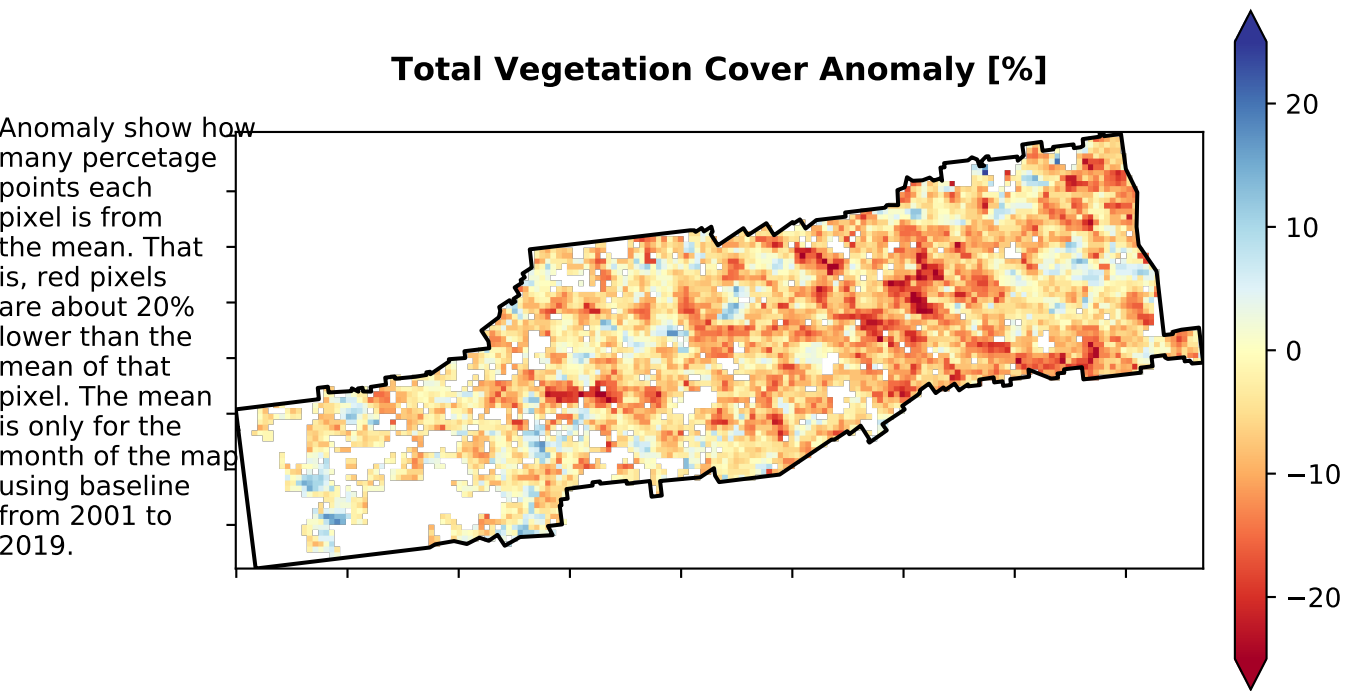 Total Vegetation Cover Anomaly [%]
Anomaly show how
many percetage
points each
pixel is from
the mean. That
is, red pixels
are about 20%
lower than the
mean of that
pixel. The mean
is only for the
month of the map
using baseline
from 2001 to
2019.
20
10
0
−10
−20